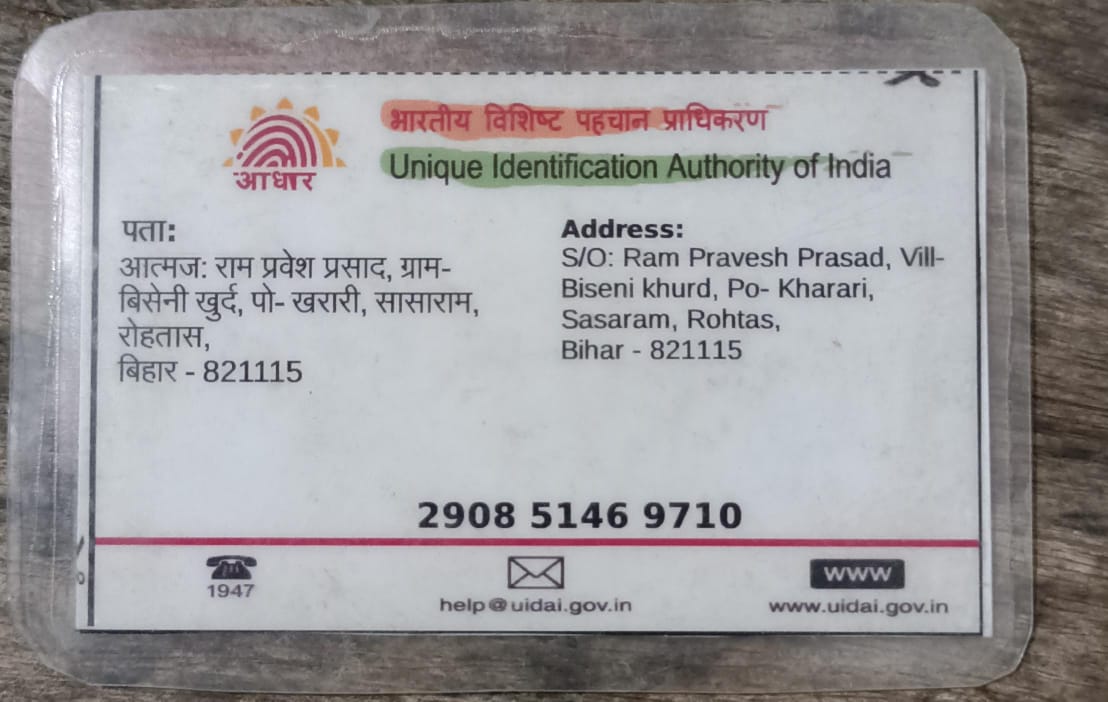 आधार
भारतीय विशिष्ट पहचान प्राधिकरण
Unique Identification Authority of India
पता:
आत्मज: राम प्रवेश प्रसाद, ग्राम-
बिसेनी खुर्द, पो- खरारी, सासाराम,
रोहतास,
बिहार - 821115
Address:
S/O: Ram Pravesh Prasad, Vill-
Biseni khurd, Po- Kharari,
Sasaram, Rohtas,
Bihar - 821115
2908 5146 9710
1947
help@uidai.gov.in
www
www.uidai.gov.in